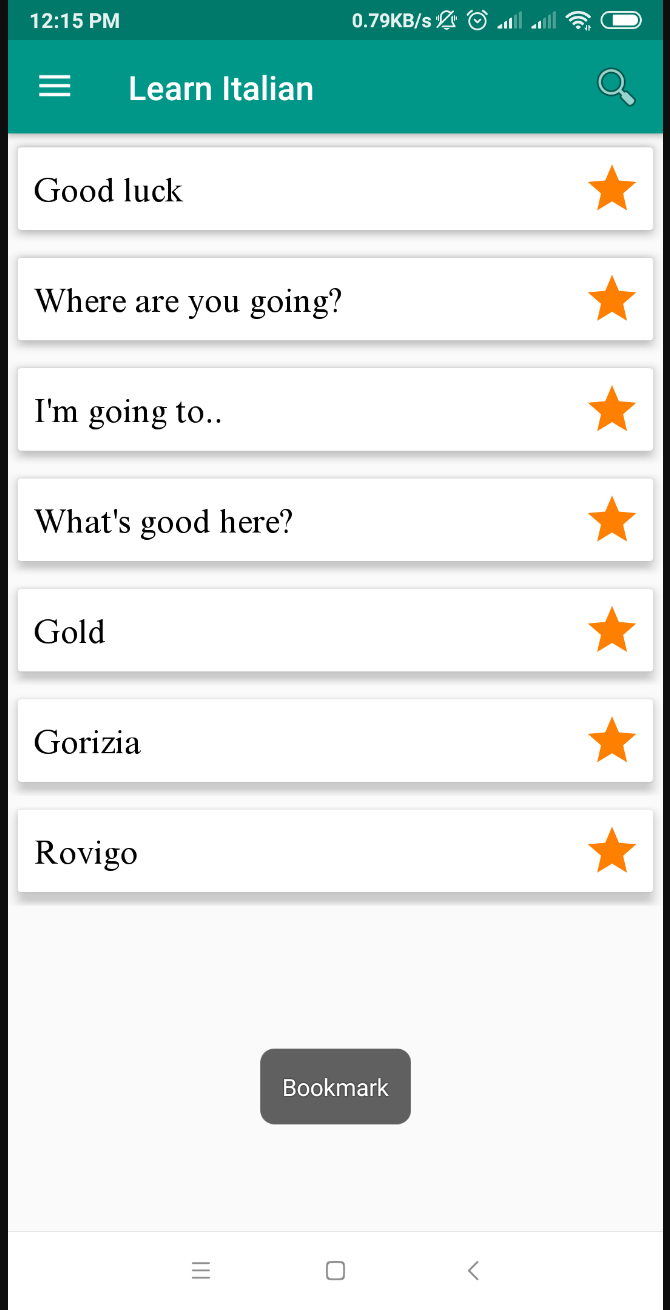 12:15 PM 0.79KB/s
Learn Italian
Good luck
Where are you going?
I'm going to..
What's good here?
Gold
Gorizia
Rovigo
Bookmark